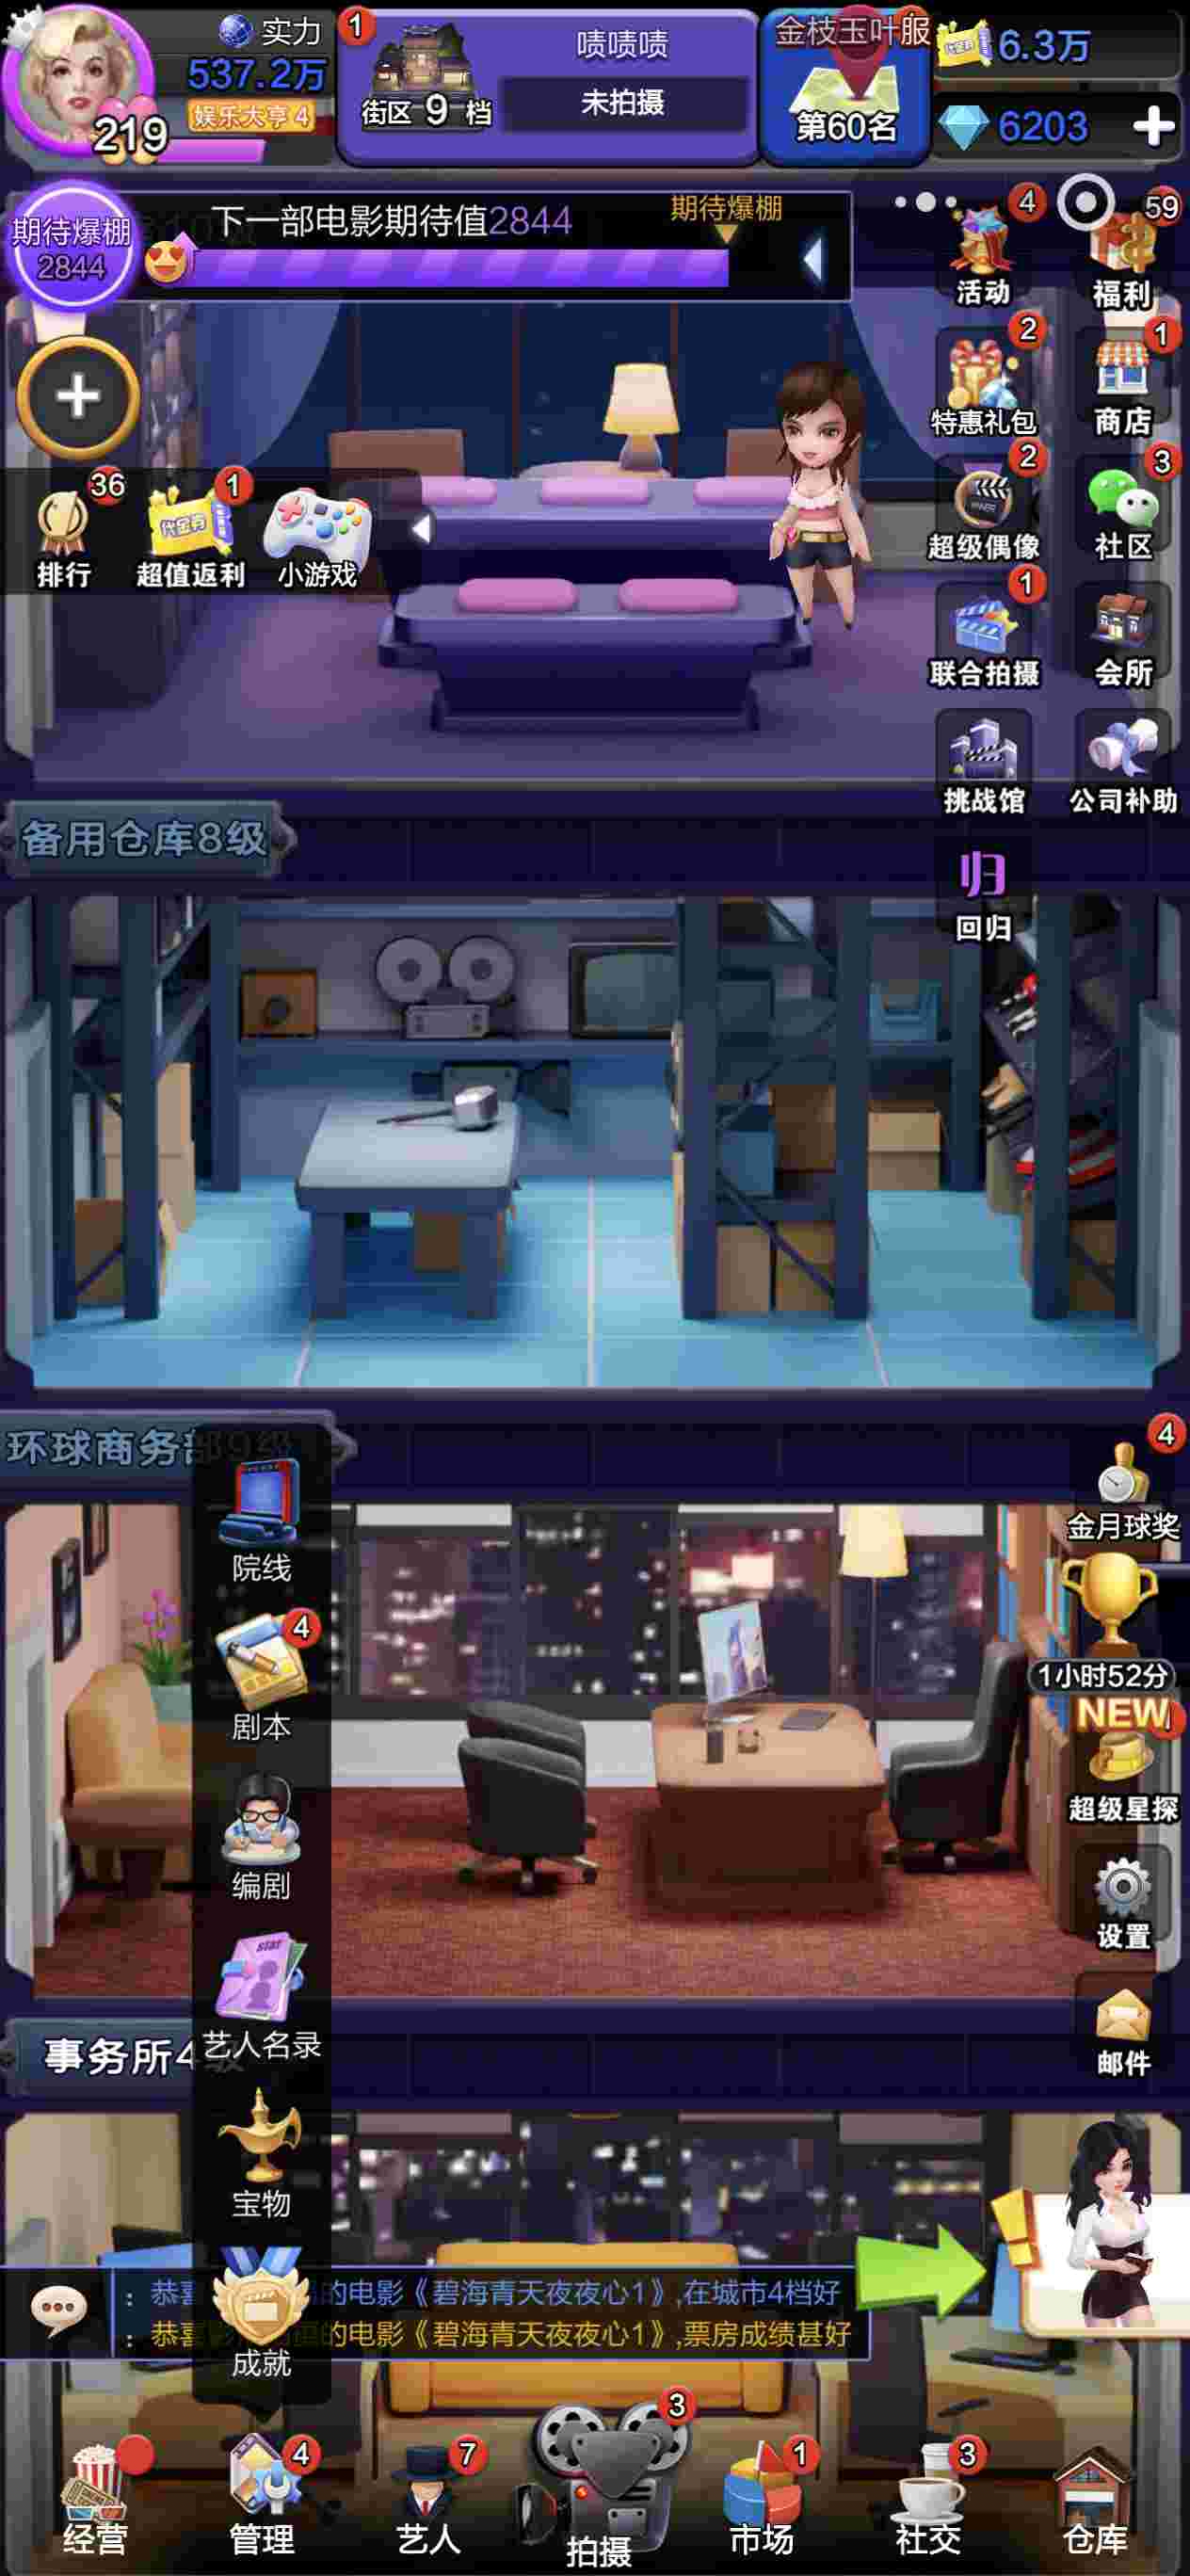 实力
537.2万
219
娱乐大亨 4
1
街区 9 档
啧啧啧
未拍摄
金枝玉叶服
第60名
6.3万
6203
期待爆棚
2844
下一部电影期待值2844
期待爆棚
4
活动
59
福利
2
特惠礼包
1
商店
36
排行
1
代金券
超值返利
小游戏
2
超级偶像
3
社区
1
联合拍摄
会所
挑战馆
公司补助
归
回归
备用仓库8级
环球商务部9级
4
金月球奖
1小时52分
NEW
超级星探
设置
邮件
院线
4
剧本
编剧
star
艺人名录
宝物
成就
事务所4级
: 恭喜 的电影《碧海青天夜夜心1》,在城市4档好
: 恭喜 的电影《碧海青天夜夜心1》,票房成绩甚好
经营
4
管理
7
艺人
3
拍摄
1
市场
3
社交
仓库